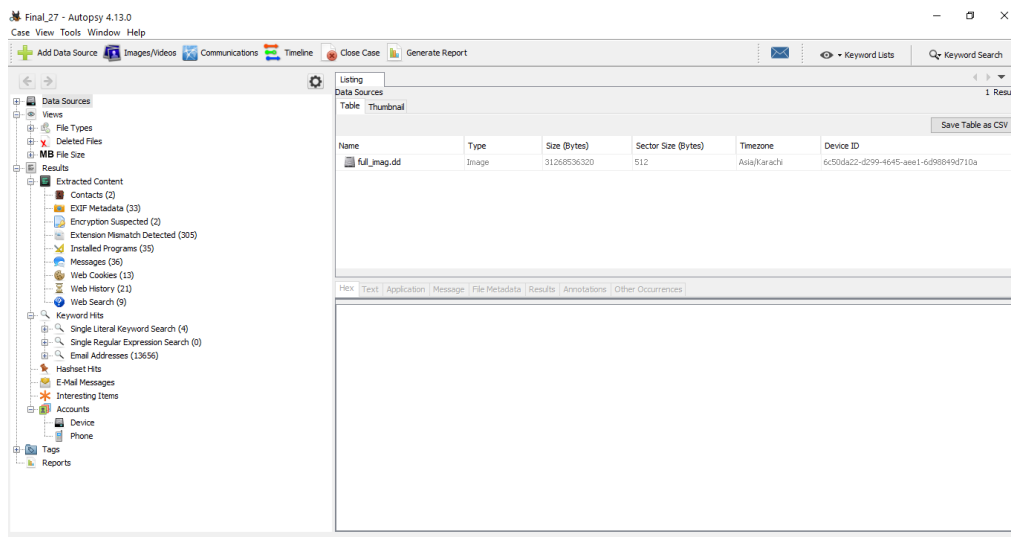 Final_27 - Autopsy 4.13.0
Case View Tools Window Help
Add Data Source Images/Videos Communications Timeline Close Case Generate Report Keyword Lists Keyword Search
Listing
Data Sources 1 Resu
Table Thumbnail
Save Table as CSV
Name Type Size (Bytes) Sector Size (Bytes) Timezone Device ID
full_imag.dd Image 31268536320 512 Asia/Karachi 6c50da22-d299-4645-aee1-6d98849d710a
Data Sources
Views
File Types
Deleted Files
MB File Size
Results
Extracted Content
Contacts (2)
EXIF Metadata (33)
Encryption Suspected (2)
Extension Mismatch Detected (305)
Installed Programs (35)
Messages (36)
Web Cookies (13)
Web History (21)
Web Search (9)
Keyword Hits
Single Literal Keyword Search (4)
Single Regular Expression Search (0)
Email Addresses (13656)
Hashset Hits
E-Mail Messages
Interesting Items
Accounts
Device
Phone
Tags
Reports
Hex Text Application Message File Metadata Results Annotations Other Occurrences